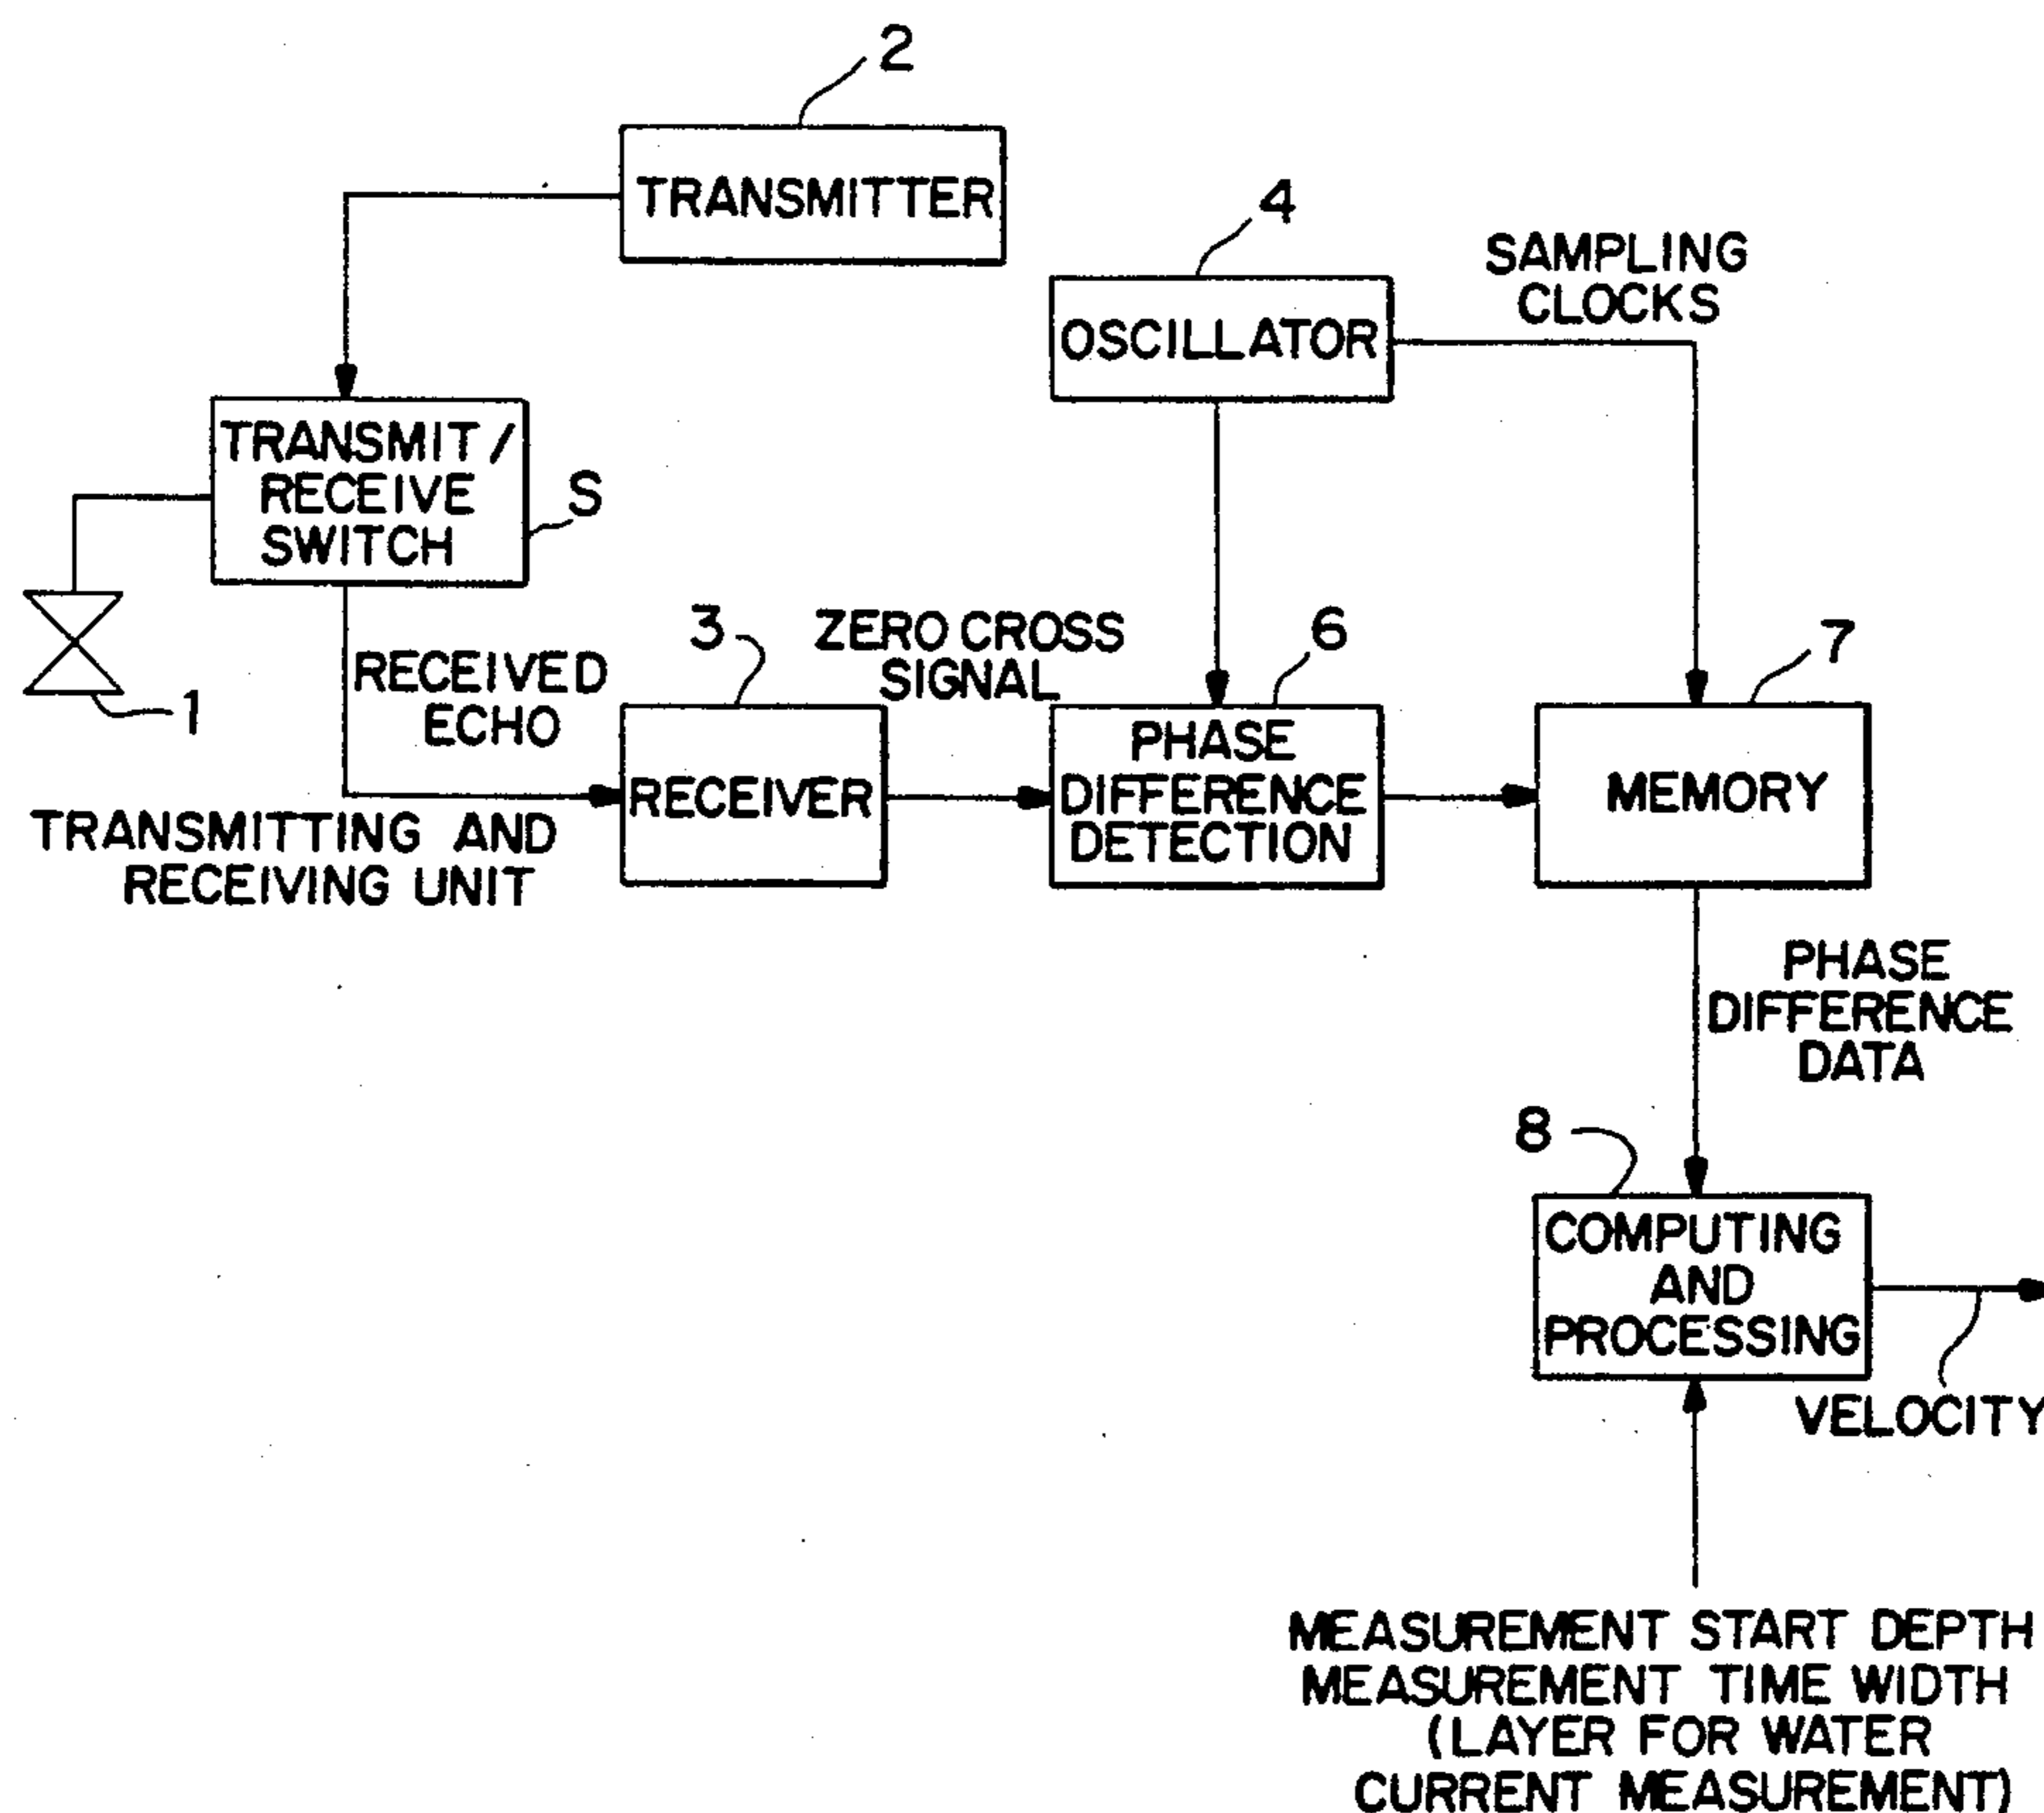 2
TRANSMITTER
4
SAMPLING
CLOCKS
OSCILLATOR
TRANSMIT/
RECEIVE
SWITCH
S
1
RECEIVED
ECHO
3
ZERO CROSS
SIGNAL
6
7
RECEIVER
PHASE
DIFFERENCE
DETECTION
MEMORY
TRANSMITTING AND
RECEIVING UNIT
PHASE
DIFFERENCE
DATA
8
COMPUTING
AND
PROCESSING
VELOCITY
MEASUREMENT START DEPTH
MEASUREMENT TIME WIDTH
(LAYER FOR WATER
CURRENT MEASUREMENT)